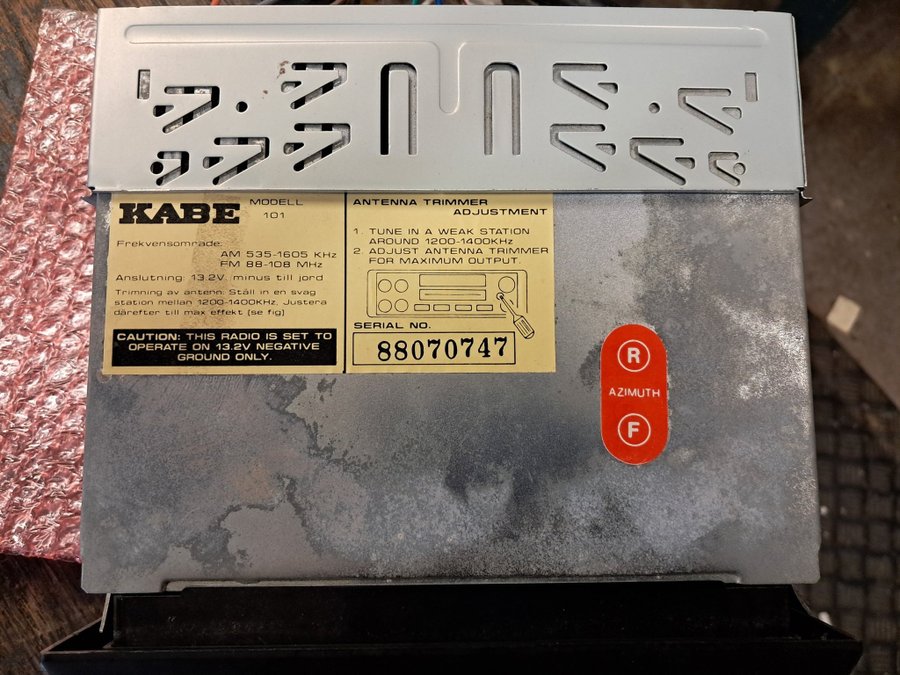 KABE MODELL
101
Frekvensområde:
AM 535-1605 KHz
FM 88-108 MHz
Anslutning: 13.2V, minus till jord
Trimning av antenn: Ställ in en svag
station mellan 1200-1400KHz, Justera
därefter till max effekt (se fig)
CAUTION: THIS RADIO IS SET TO
OPERATE ON 13.2V NEGATIVE
GROUND ONLY.
ANTENNA TRIMMER
ADJUSTMENT
1. TUNE IN A WEAK STATION
AROUND 1200-1400KHz
2. ADJUST ANTENNA TRIMMER
FOR MAXIMUM OUTPUT.
SERIAL NO.
88070747
R
AZIMUTH
F